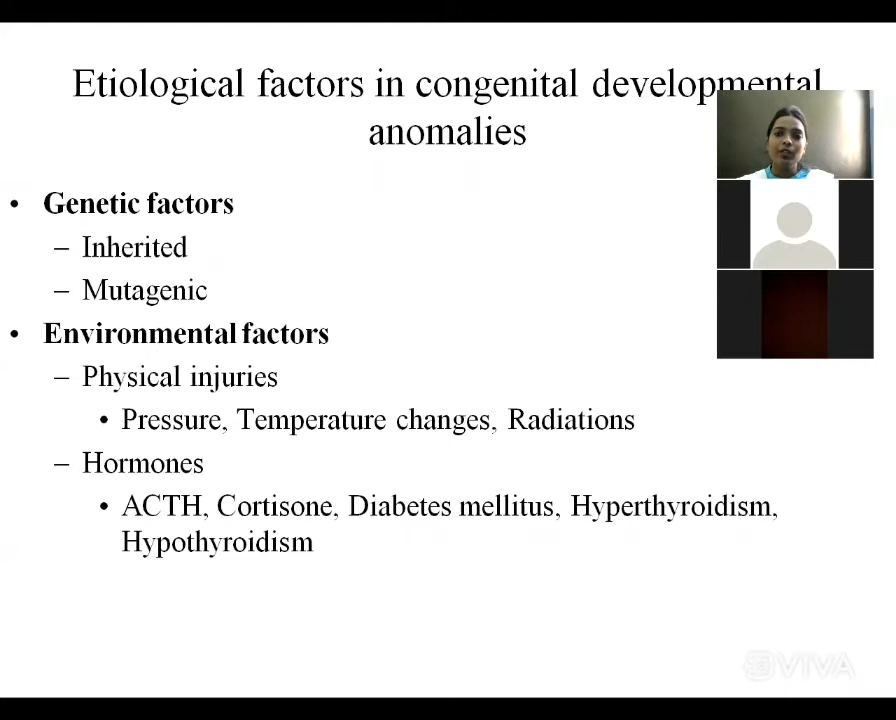 Etiological factors in congenital developmental
anomalies
• Genetic factors
– Inherited
– Mutagenic
• Environmental factors
– Physical injuries
• Pressure, Temperature changes, Radiations
– Hormones
• ACTH, Cortisone, Diabetes mellitus, Hyperthyroidism,
Hypothyroidism
VIVA